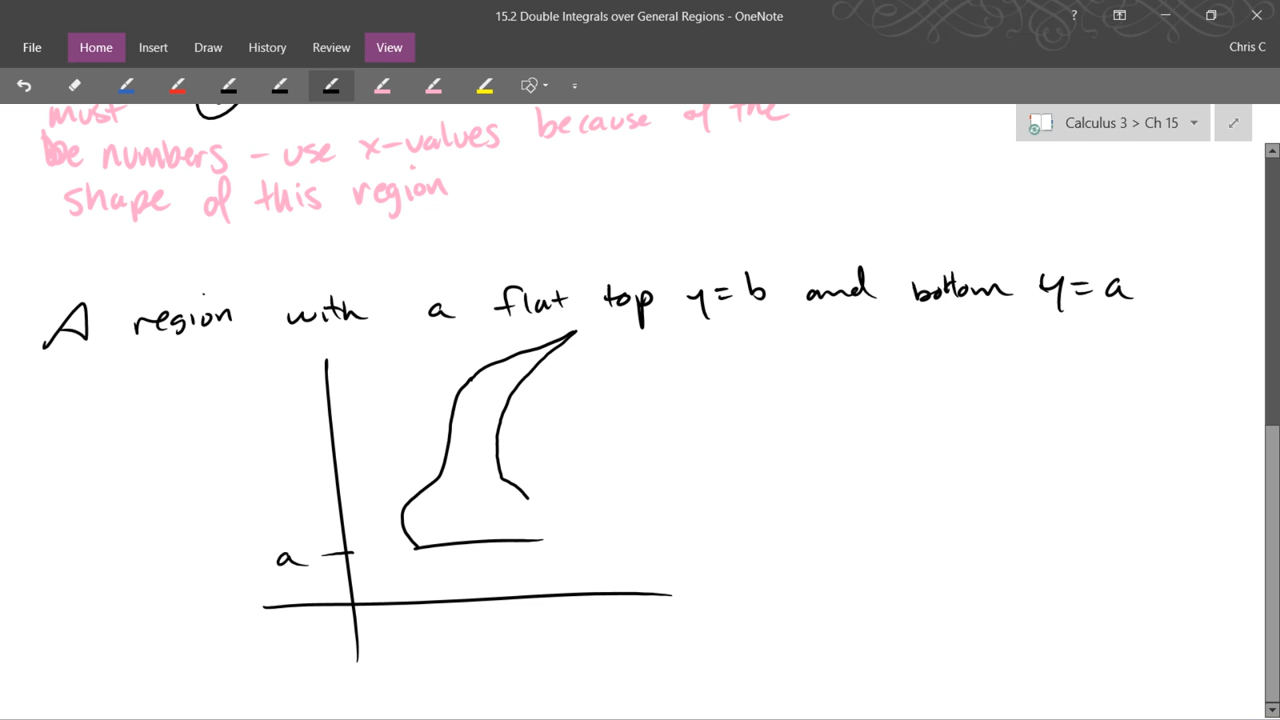 15.2 Double Integrals over General Regions - OneNote
File Home Insert Draw History Review View Chris C
Calculus 3 > Ch 15
must because of the
be numbers - use x-values
shape of this region
A region with a flat top y=b and bottom y=a
a